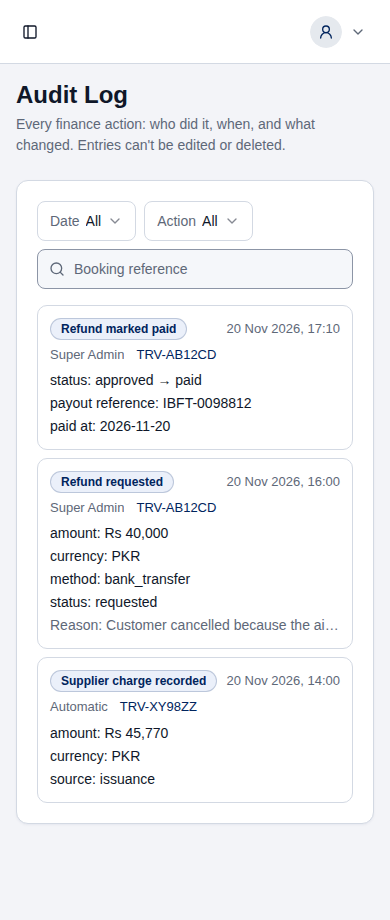 Audit Log
Every finance action: who did it, when, and what
changed. Entries can't be edited or deleted.
Date All
Action All
Booking reference
Refund marked paid 20 Nov 2026, 17:10
Super Admin TRV-AB12CD
status: approved → paid
payout reference: IBFT-0098812
paid at: 2026-11-20
Refund requested 20 Nov 2026, 16:00
Super Admin TRV-AB12CD
amount: Rs 40,000
currency: PKR
method: bank_transfer
status: requested
Reason: Customer cancelled because the ai…
Supplier charge recorded 20 Nov 2026, 14:00
Automatic TRV-XY98ZZ
amount: Rs 45,770
currency: PKR
source: issuance